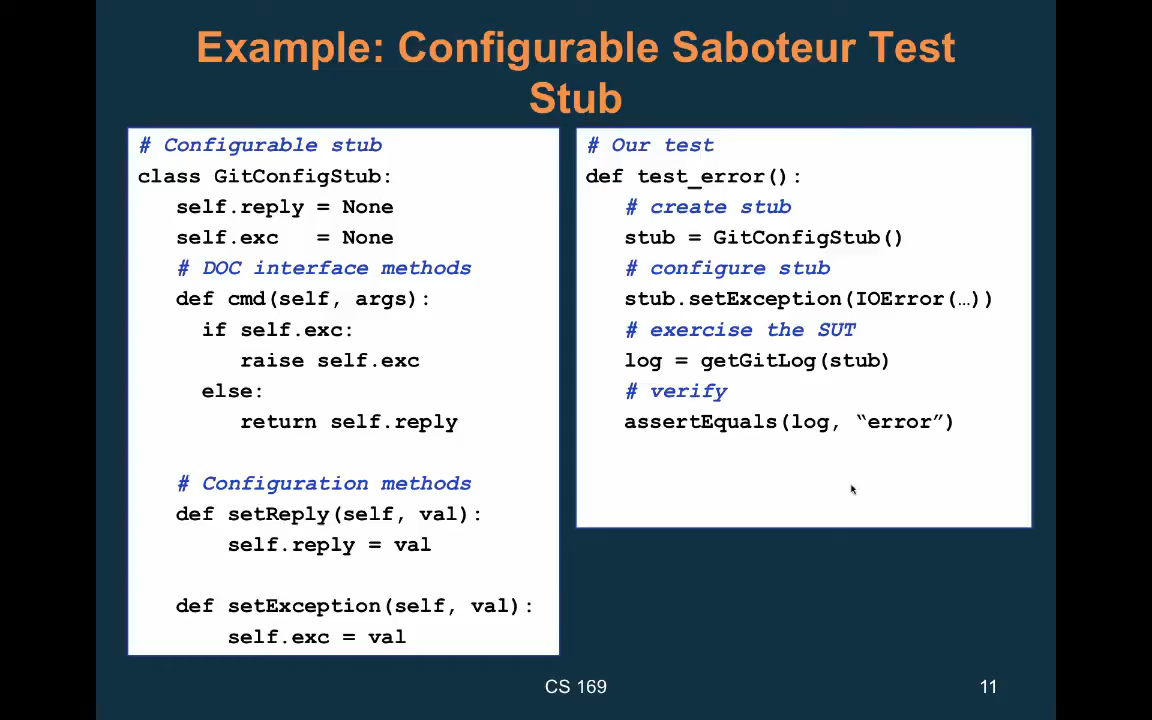 Example: Configurable Saboteur Test
Stub
# Configurable stub
class GitConfigStub:
   self.reply = None
   self.exc   = None
   # DOC interface methods
   def cmd(self, args):
     if self.exc:
        raise self.exc
     else:
        return self.reply
   # Configuration methods
   def setReply(self, val):
       self.reply = val
   def setException(self, val):
       self.exc = val
# Our test
def test_error():
   # create stub
   stub = GitConfigStub()
   # configure stub
   stub.setException(IOError(…))
   # exercise the SUT
   log = getGitLog(stub)
   # verify
   assertEquals(log, “error”)
CS 169
11